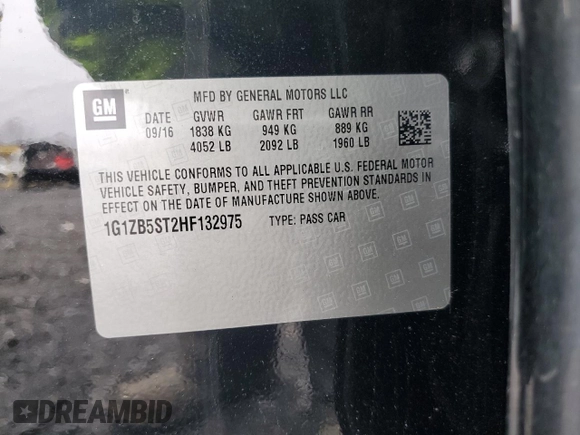 MFD BY GENERAL MOTORS LLC
GM
DATE GVWR GAWR FRT GAWR RR
09/16 1838 KG 949 KG 889 KG
4052 LB 2092 LB 1960 LB
THIS VEHICLE CONFORMS TO ALL APPLICABLE U.S. FEDERAL MOTOR
VEHICLE SAFETY, BUMPER, AND THEFT PREVENTION STANDARDS IN
EFFECT ON THE DATE OF MANUFACTURE SHOWN ABOVE.
1G1ZB5ST2HF132975 TYPE: PASS CAR
DREAMBID